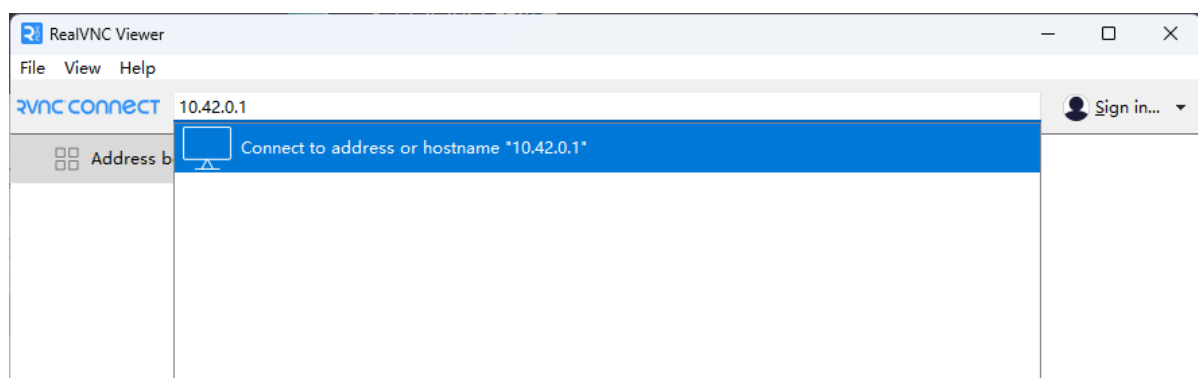 RealVNC Viewer
File View Help
RVNC CONNECT 10.42.0.1 Sign in...
Address b
Connect to address or hostname "10.42.0.1"